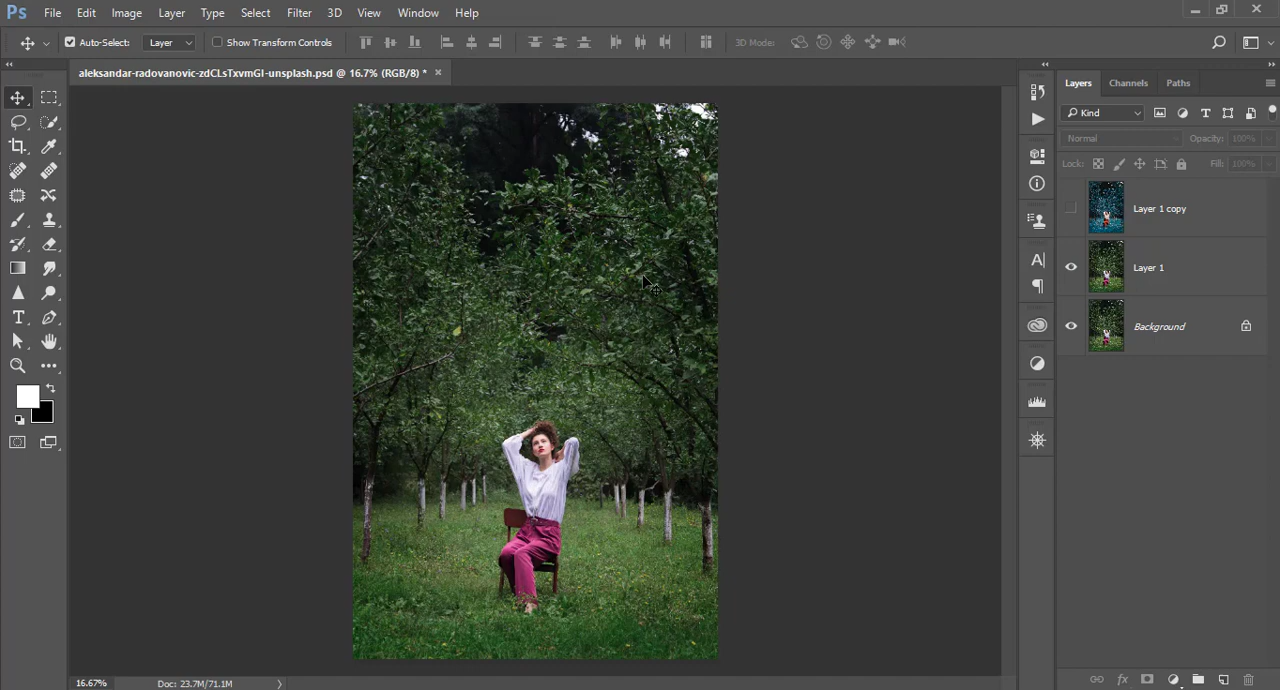 Ps File Edit Image Layer Type Select Filter 3D View Window Help
Auto-Select: Layer Show Transform Controls 3D Mode:
aleksandar-radovanovic-zdCLsTxvmGI-unsplash.psd @ 16.7% (RGB/8) *
Layers Channels Paths
Kind
Normal Opacity: 100%
Lock: Fill: 100%
Layer 1 copy
Layer 1
Background
16.67% Doc: 23.7M/71.1M